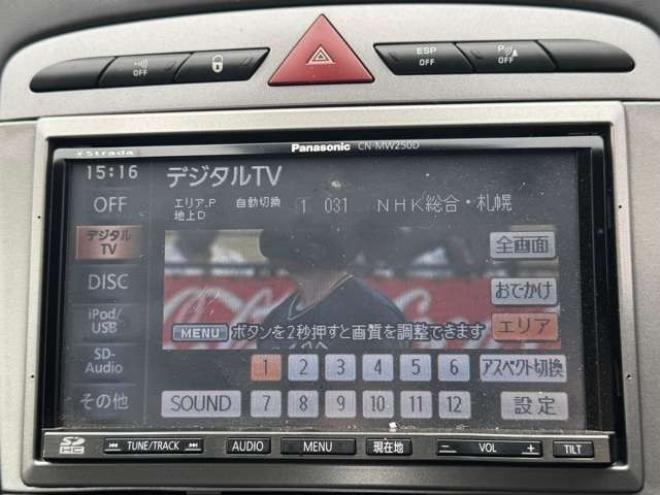 OFF
ESP
OFF
P
OFF
Strada
Panasonic CN-MW250D
15:16
デジタルTV
エリア.P 自動切換 1 031 NHK総合・札幌
地上D
OFF
デジタル
TV
DISC
iPod/
USB
SD-
Audio
その他
全画面
おでかけ
エリア
MENU ボタンを2秒押すと画質を調整できます
1 2 3 4 5 6 アスペクト切換
SOUND 7 8 9 10 11 12 設定
SD
HC
TUNE/TRACK AUDIO MENU 現在地 − VOL + TILT